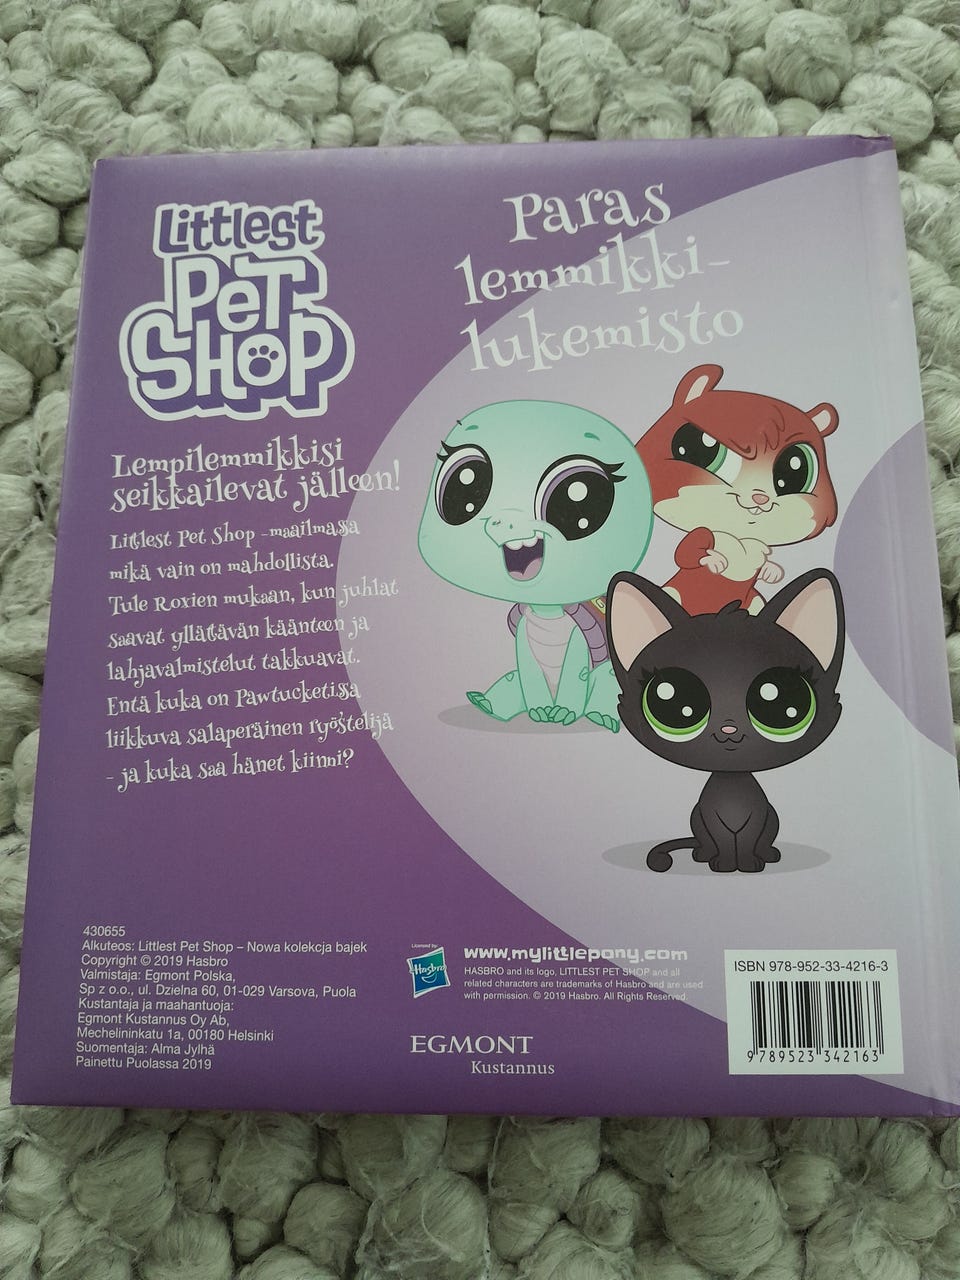 Littlest
Pet
Shop
Paras
lemmikki-
lukemisto
Lempilemmikkisi
seikkailevat jälleen!
Littlest Pet Shop -maailmassa
mikä vain on mahdollista.
Tule Roxien mukaan, kun juhlat
saavat yllättävän käänteen ja
lahjavalmistelut takkuavat.
Entä kuka on Pawtucketissa
liikkuva salaperäinen ryöstelijä
- ja kuka saa hänet kiinni?
430655
Alkuteos: Littlest Pet Shop – Nowa kolekcja bajek
Copyright © 2019 Hasbro
Valmistaja: Egmont Polska,
Sp z o.o., ul. Dzielna 60, 01-029 Varsova, Puola
Kustantaja ja maahantuoja:
Egmont Kustannus Oy Ab,
Mechelininkatu 1a, 00180 Helsinki
Suomentaja: Alma Jylhä
Painettu Puolassa 2019
Licensed by:
Hasbro
www.mylittlepony.com
HASBRO and its logo, LITTLEST PET SHOP and all
related characters are trademarks of Hasbro and are used
with permission. © 2019 Hasbro. All Rights Reserved.
EGMONT
Kustannus
ISBN 978-952-33-4216-3
9 789523 342163